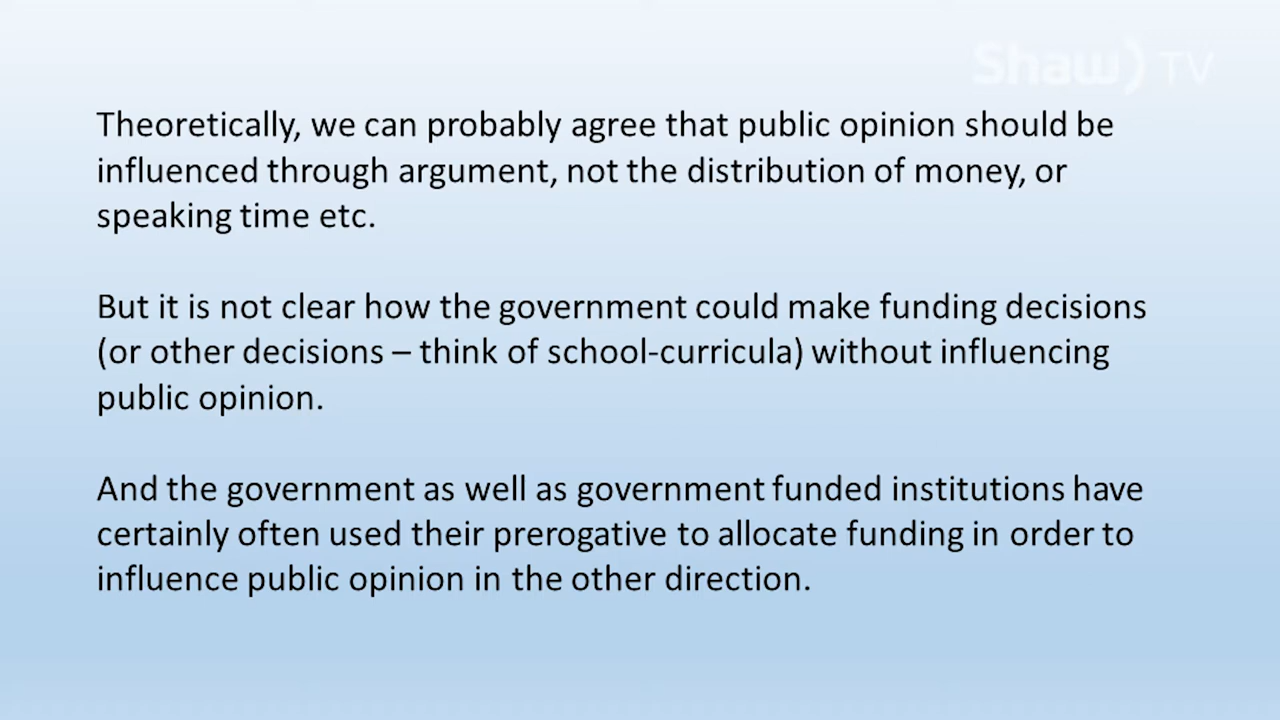 Shaw) TV
Theoretically, we can probably agree that public opinion should be
influenced through argument, not the distribution of money, or
speaking time etc.
But it is not clear how the government could make funding decisions
(or other decisions – think of school-curricula) without influencing
public opinion.
And the government as well as government funded institutions have
certainly often used their prerogative to allocate funding in order to
influence public opinion in the other direction.